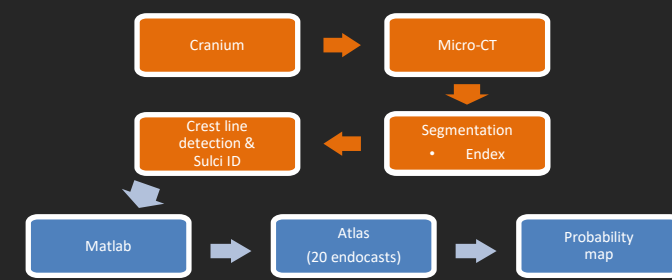 Cranium
Micro-CT
Segmentation
• Endex
Crest line
detection &
Sulci ID
Matlab
Atlas
(20 endocasts)
Probability
map